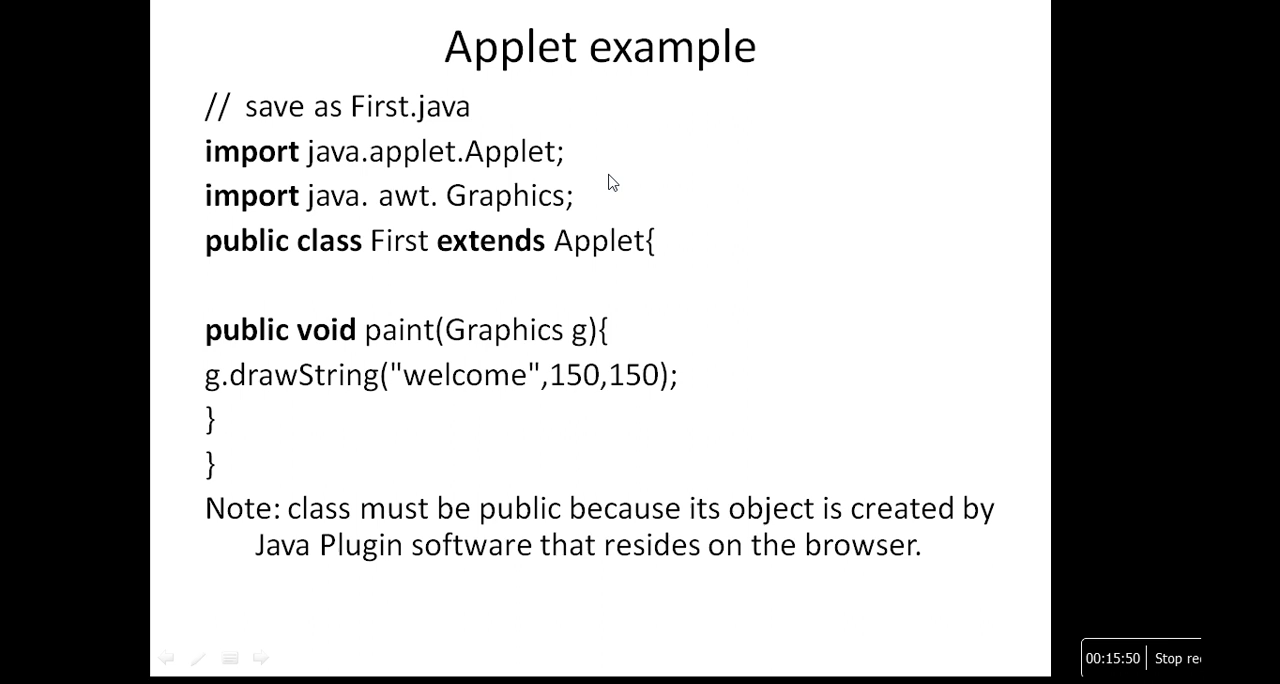 Applet example
// save as First.java
import java.applet.Applet;
import java. awt. Graphics;
public class First extends Applet{
public void paint(Graphics g){
g.drawString("welcome",150,150);
}
}
Note: class must be public because its object is created by
Java Plugin software that resides on the browser.
00:15:50 Stop